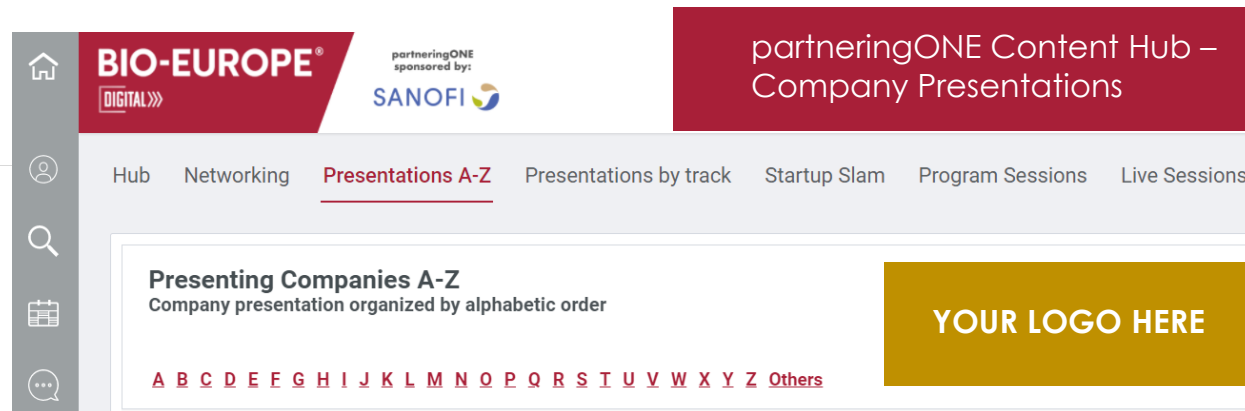 BIO-EUROPE®
DIGITAL
partneringONE
sponsored by:
SANOFI
partneringONE Content Hub –
Company Presentations
Hub Networking Presentations A-Z Presentations by track Startup Slam Program Sessions Live Sessions
Presenting Companies A-Z
Company presentation organized by alphabetic order
YOUR LOGO HERE
A B C D E F G H I J K L M N O P Q R S T U V W X Y Z Others